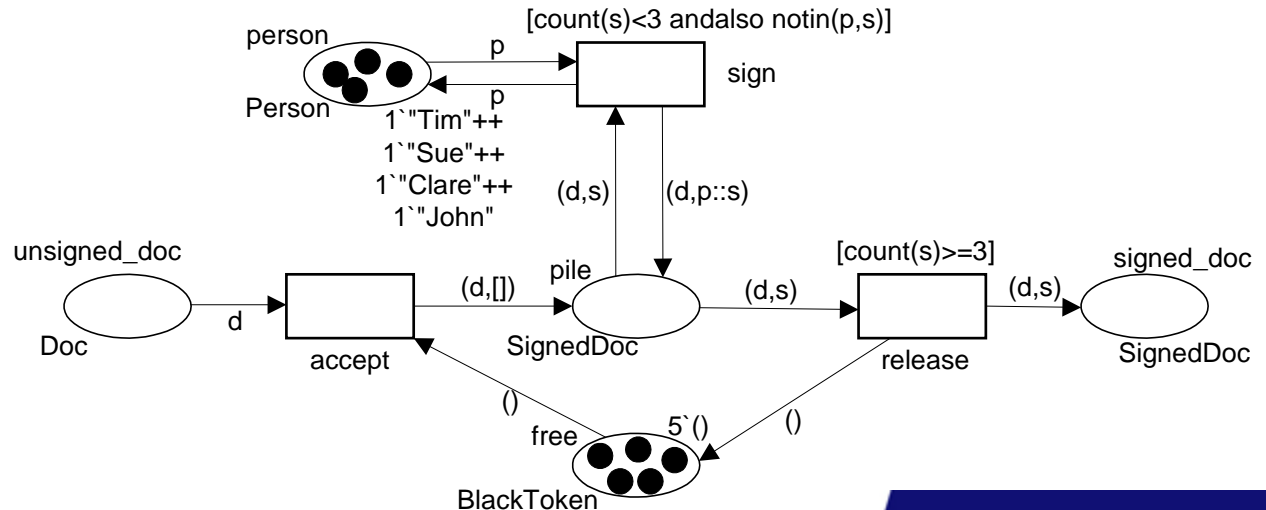 [count(s)<3 andalso notin(p,s)]
person
p
sign
p
Person
1`"Tim"++
1`"Sue"++
1`"Clare"++
1`"John"
(d,s)
(d,p::s)
unsigned_doc
pile
[count(s)>=3]
signed_doc
(d,[])
(d,s)
(d,s)
d
Doc
accept
SignedDoc
release
SignedDoc
()
()
5`()
free
BlackToken